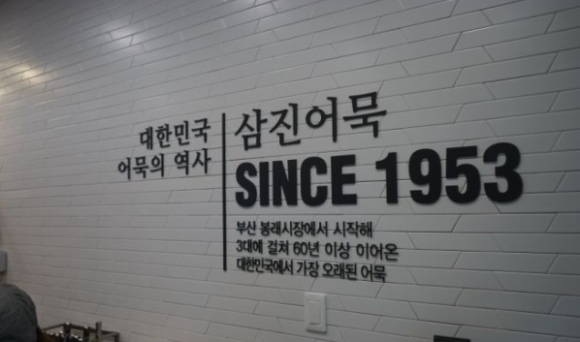 대한민국
어묵의 역사
삼진어묵
SINCE 1953
부산 봉래시장에서 시작해
3대에 걸쳐 60년 이상 이어온
대한민국에서 가장 오래된 어묵